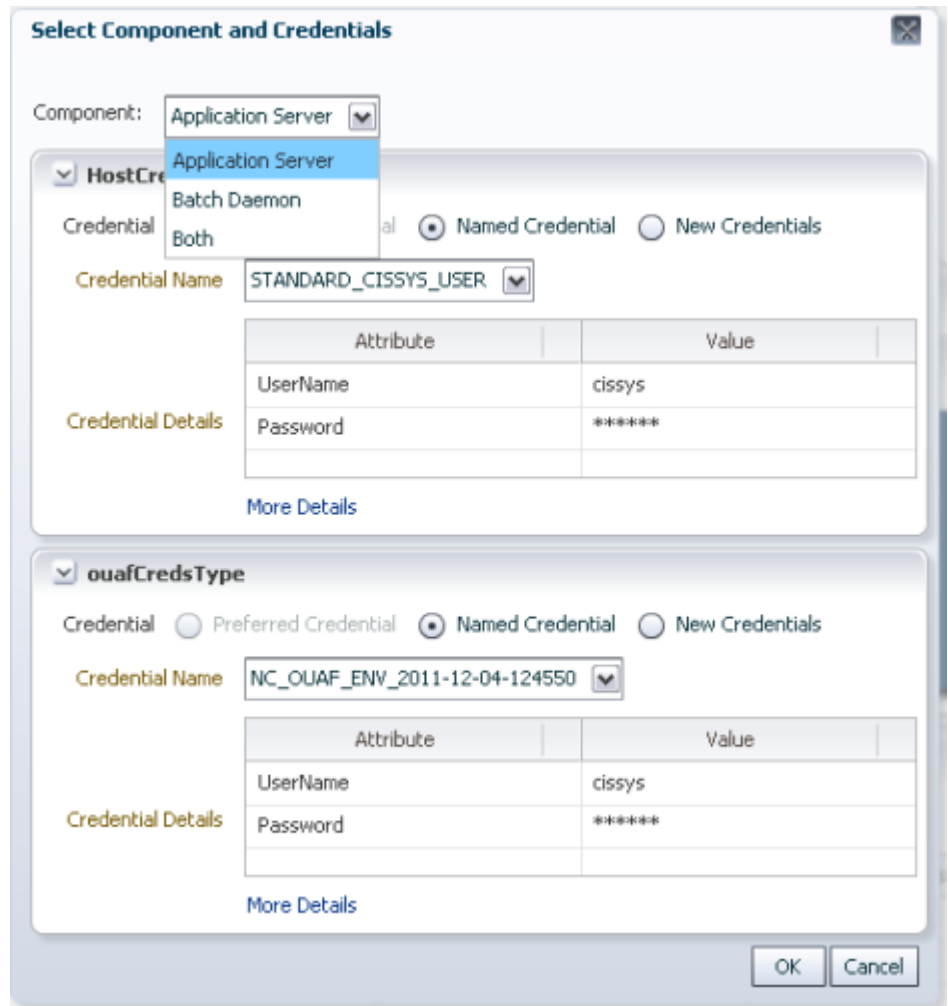 Select Component and Credentials
Component: Application Server
Application Server
Batch Daemon
Both
HostCre
Credential al Named Credential New Credentials
Credential Name STANDARD_CISSYS_USER
Attribute Value
UserName cissys
Credential Details
Password ******
More Details
ouafCredsType
Credential Preferred Credential Named Credential New Credentials
Credential Name NC_OUAF_ENV_2011-12-04-124550
Attribute Value
UserName cissys
Credential Details
Password ******
More Details
OK Cancel